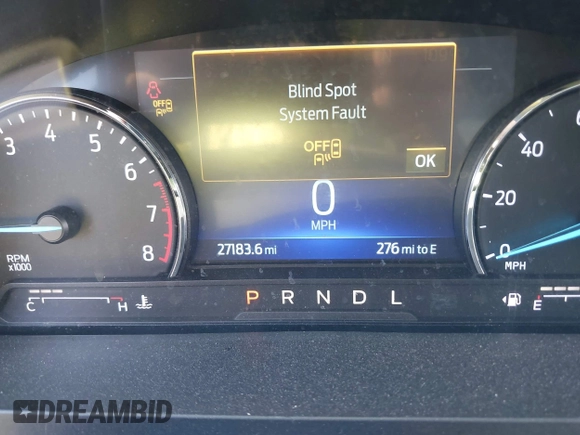 Blind Spot
System Fault
OFF
OFF
OK
3 4 5 6 7 8
RPM
x1000
0
MPH
27183.6 mi
276 mi to E
40
20
0
MPH
C H
P R N D L
E
DREAMBID